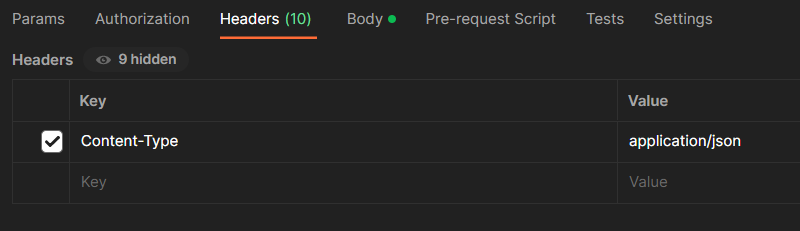 Params Authorization Headers (10) Body Pre-request Script Tests Settings
Headers 9 hidden
Key Value
Content-Type application/json
Key Value